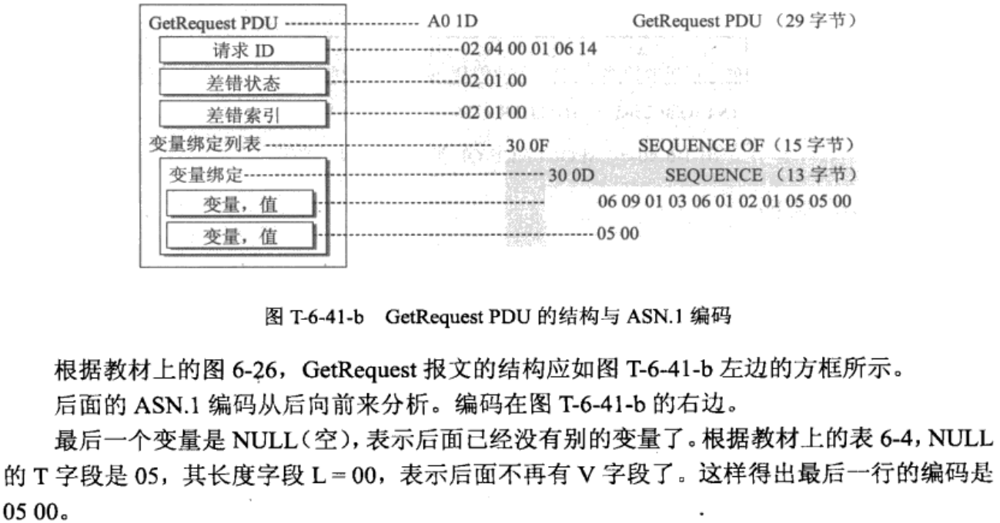 GetRequest PDU A0 1D GetRequest PDU （29 字节）
请求 ID 02 04 00 01 06 14
差错状态 02 01 00
差错索引 02 01 00
变量绑定列表 30 0F SEQUENCE OF（15 字节）
变量绑定 30 0D SEQUENCE （13 字节）
变量，值 06 09 01 03 06 01 02 01 05 05 00
变量，值 05 00
图 T-6-41-b GetRequest PDU 的结构与 ASN.1 编码
根据教材上的图 6-26，GetRequest 报文的结构应如图 T-6-41-b 左边的方框所示。
后面的 ASN.1 编码从后向前来分析。编码在图 T-6-41-b 的右边。
最后一个变量是 NULL（空），表示后面已经没有别的变量了。根据教材上的表 6-4，NULL
的 T 字段是 05，其长度字段 L = 00，表示后面不再有 V 字段了。这样得出最后一行的编码是
05 00。